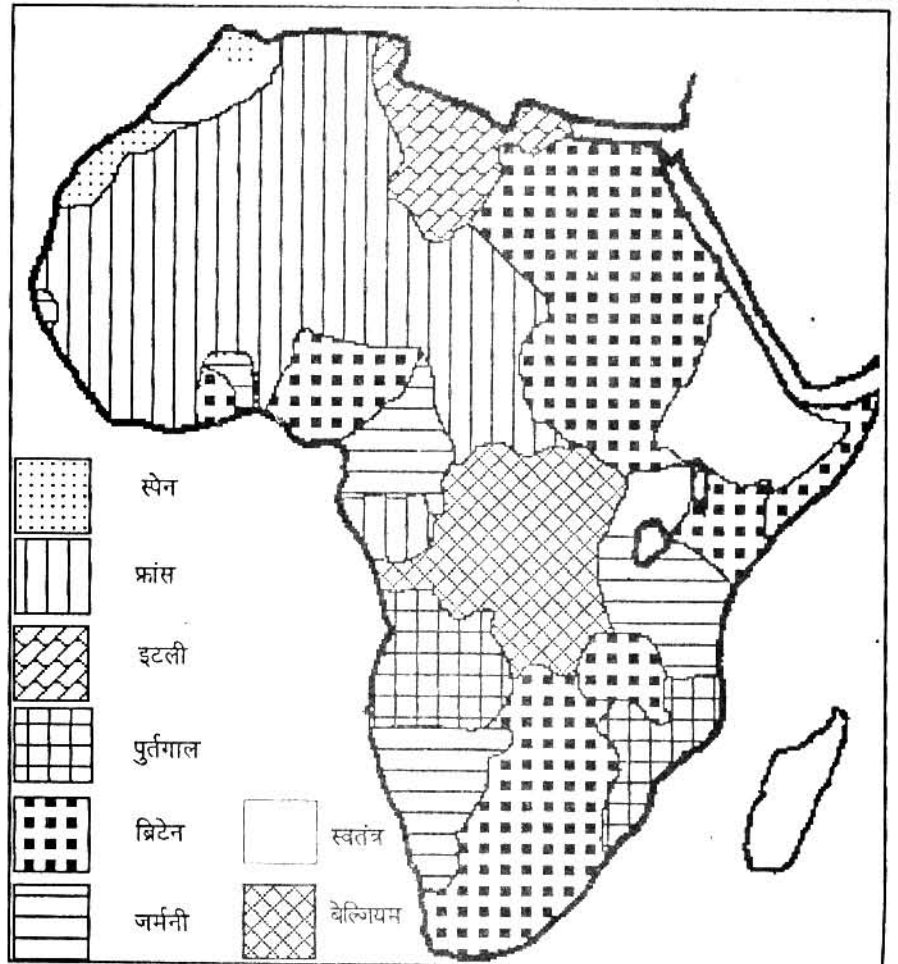 स्पेन
फ्रांस
इटली
पुर्तगाल
ब्रिटेन
स्वतंत्र
जर्मनी
बेल्जियम